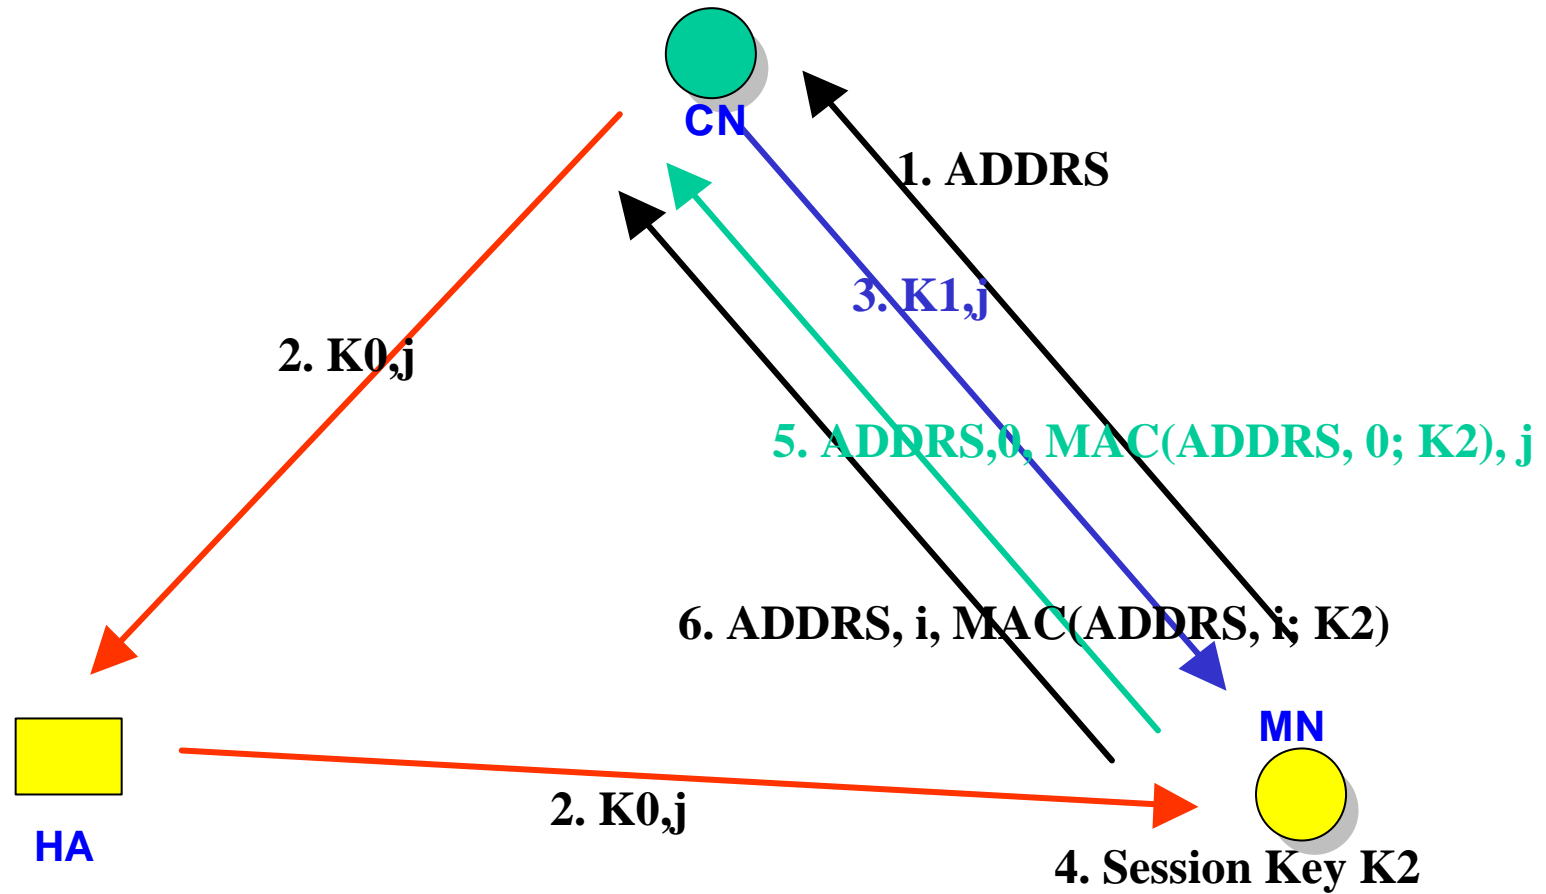 CN
1. ADDRS
3. K1,j
2. K0,j
5. ADDRS,0, MAC(ADDRS, 0; K2), j
6. ADDRS, i, MAC(ADDRS, i; K2)
MN
2. K0,j
HA
4. Session Key K2